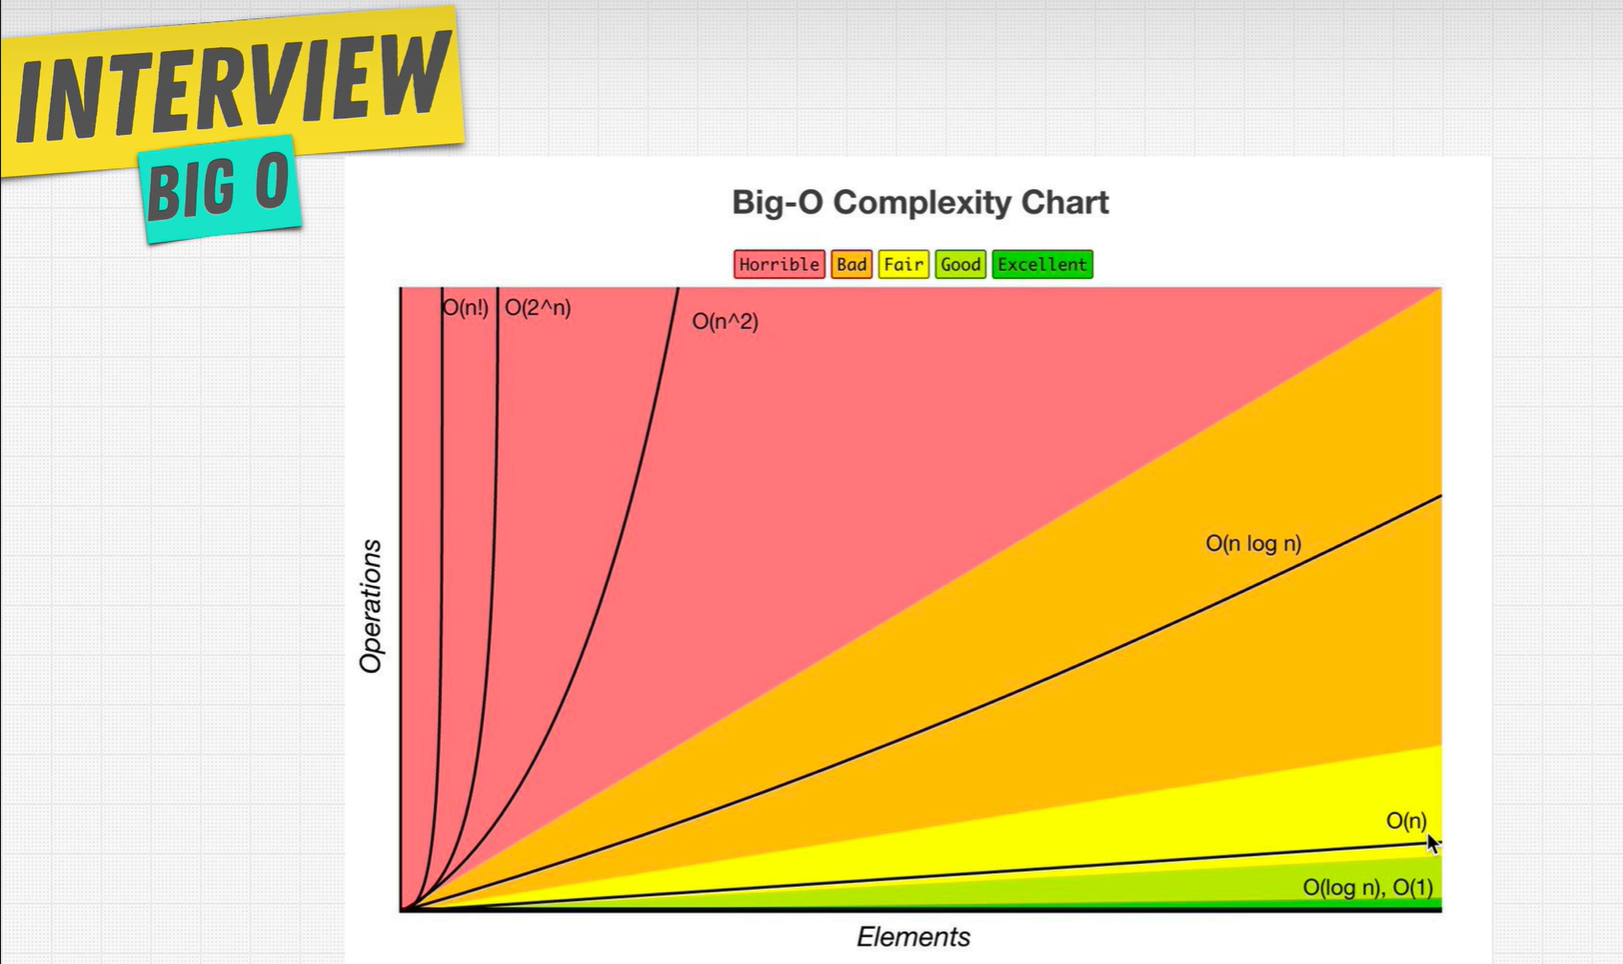 INTERVIEW
BIG O
Big-O Complexity Chart
Horrible Bad Fair Good Excellent
O(n!) O(2^n)
O(n^2)
O(n log n)
Operations
O(n)
O(log n), O(1)
Elements